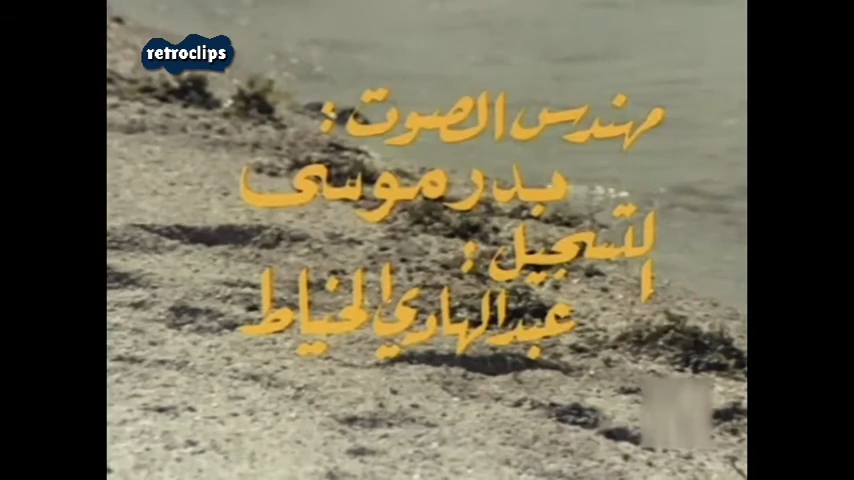 retroclips
مهندس الصوت :
بدر موسى
التسجيل :
عبد الهادي الخياط